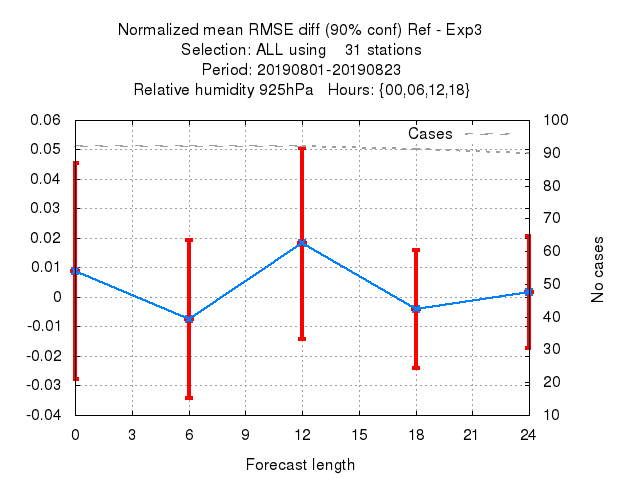 Normalized mean RMSE diff (90% conf) Ref - Exp3
Selection: ALL using 31 stations
Period: 20190801-20190823
Relative humidity 925hPa Hours: {00,06,12,18}
Cases
0.06
0.05
0.04
0.03
0.02
0.01
0
-0.01
-0.02
-0.03
-0.04
100
90
80
70
60
50
40
30
20
10
No cases
0 3 6 9 12 15 18 21 24
Forecast length